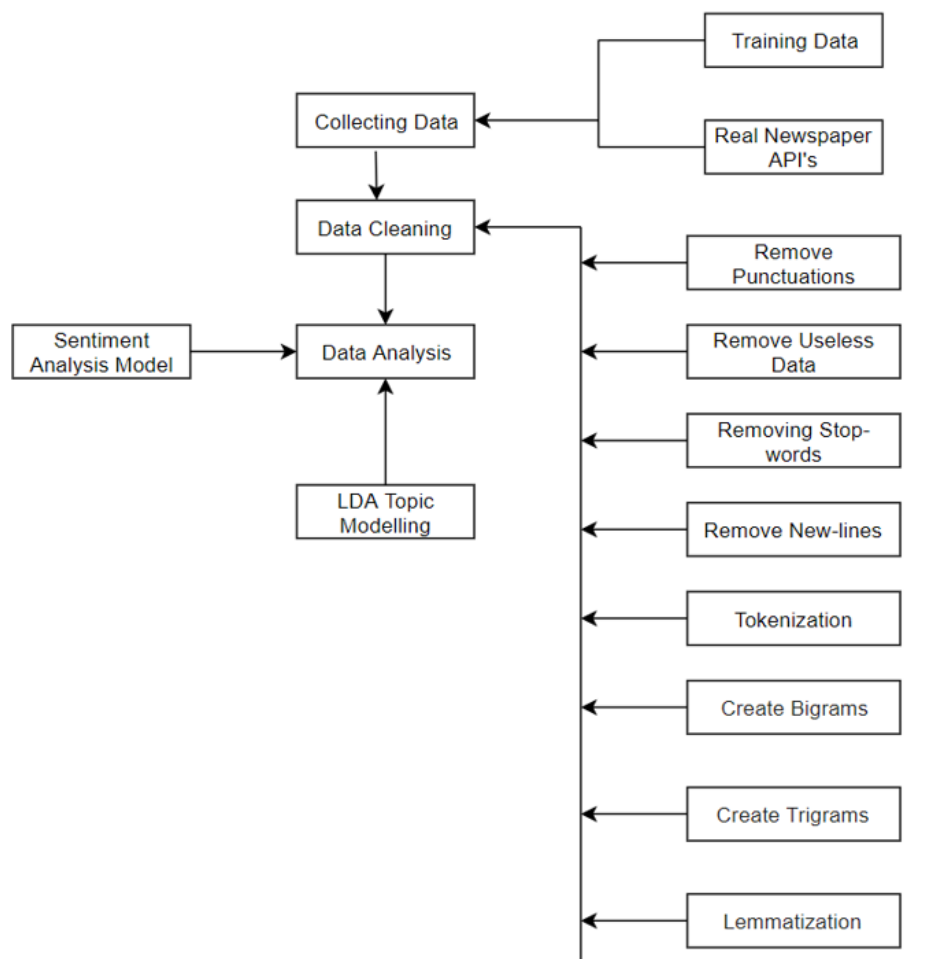 Training Data
Collecting Data
Real Newspaper
API's
Data Cleaning
Remove
Punctuations
Sentiment
Analysis Model
Data Analysis
Remove Useless
Data
Removing Stop-
words
LDA Topic
Modelling
Remove New-lines
Tokenization
Create Bigrams
Create Trigrams
Lemmatization